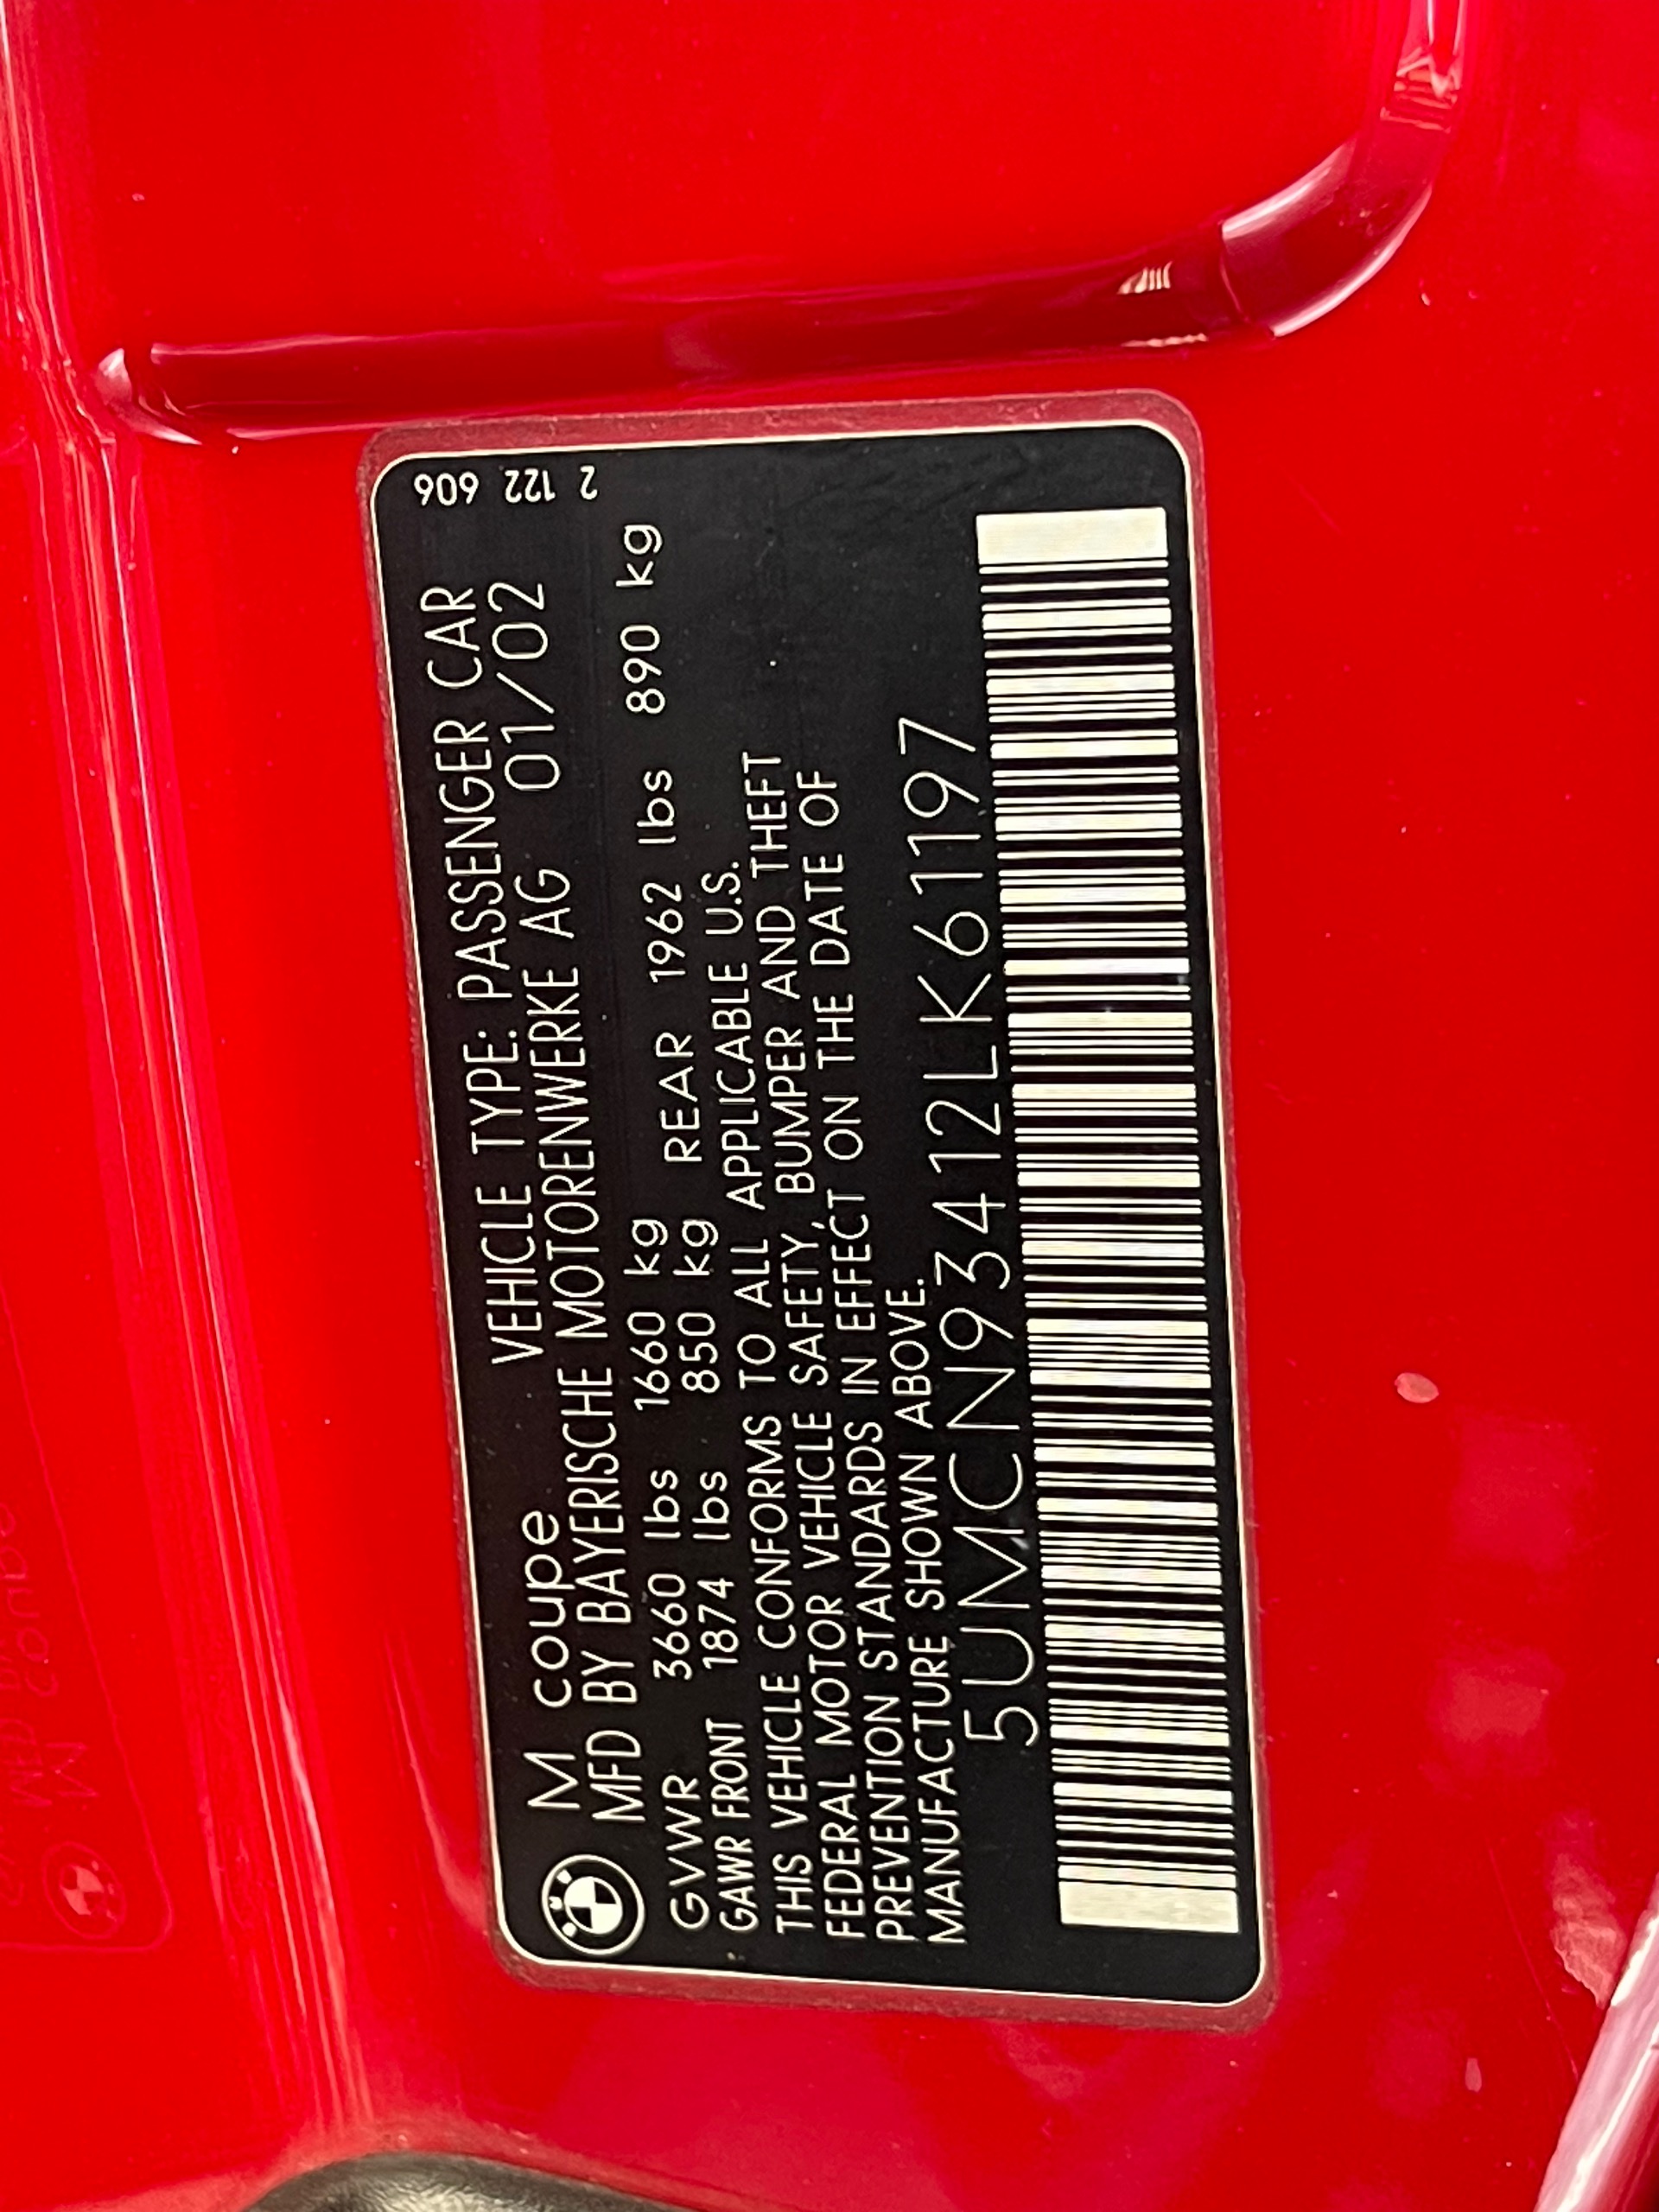 M coupe VEHICLE TYPE: PASSENGER CAR
MFD BY BAYERISCHE MOTORENWERKE AG 01/02
GVWR 3660 lbs 1660 kg
GAWR FRONT 1874 lbs 850 kg REAR 1962 lbs 890 kg
THIS VEHICLE CONFORMS TO ALL APPLICABLE U.S.
FEDERAL MOTOR VEHICLE SAFETY, BUMPER AND THEFT
PREVENTION STANDARDS IN EFFECT ON THE DATE OF
MANUFACTURE SHOWN ABOVE.
5UMCN93412LK61197
2 122 606